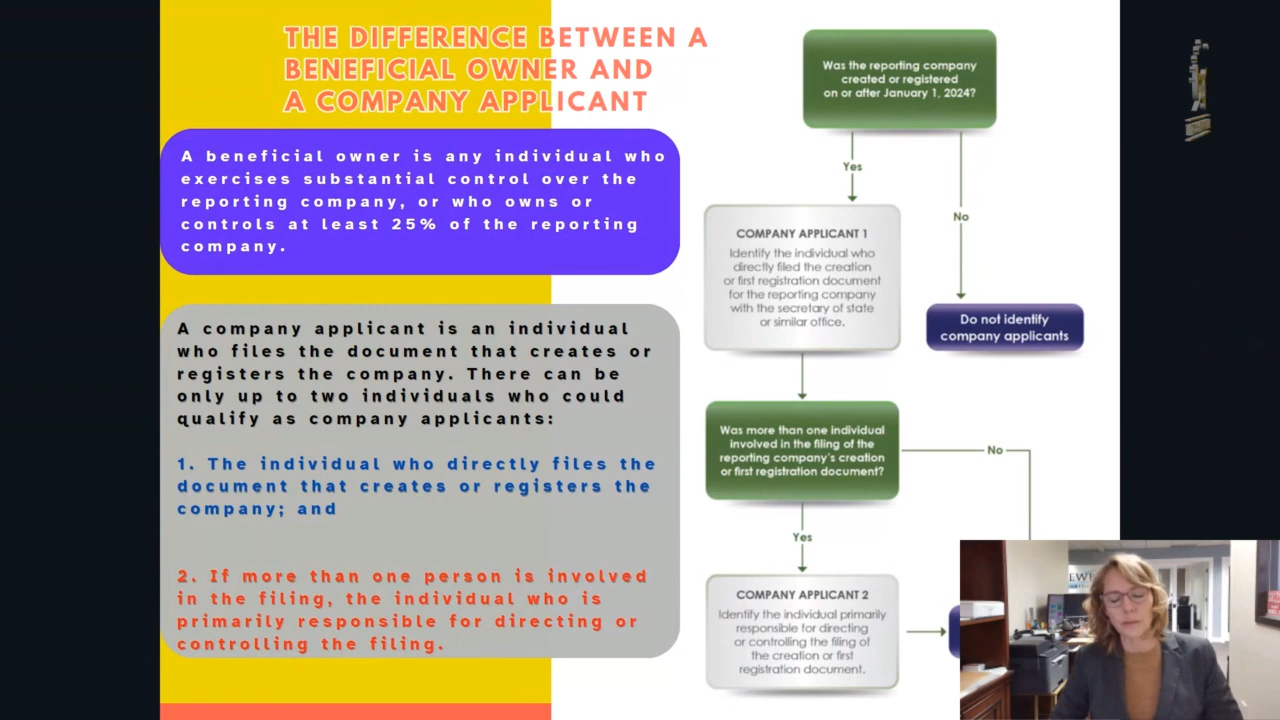 THE DIFFERENCE BETWEEN A
BENEFICIAL OWNER AND
A COMPANY APPLICANT
A beneficial owner is any individual who
exercises substantial control over the
reporting company, or who owns or
controls at least 25% of the reporting
company.
A company applicant is an individual
who files the document that creates or
registers the company. There can be
only up to two individuals who could
qualify as company applicants:
1. The individual who directly files the
document that creates or registers the
company; and
2. If more than one person is involved
in the filing, the individual who is
primarily responsible for directing or
controlling the filing.
Was the reporting company
created or registered
on or after January 1, 2024?
Yes
No
COMPANY APPLICANT 1
Identify the individual who
directly filed the creation
or first registration document
for the reporting company
with the secretary of state
or similar office.
Do not identify
company applicants
Was more than one individual
involved in the filing of the
reporting company's creation
or first registration document?
No
Yes
COMPANY APPLICANT 2
Identify the individual primarily
responsible for directing
or controlling the filing of
the creation or first
registration document.